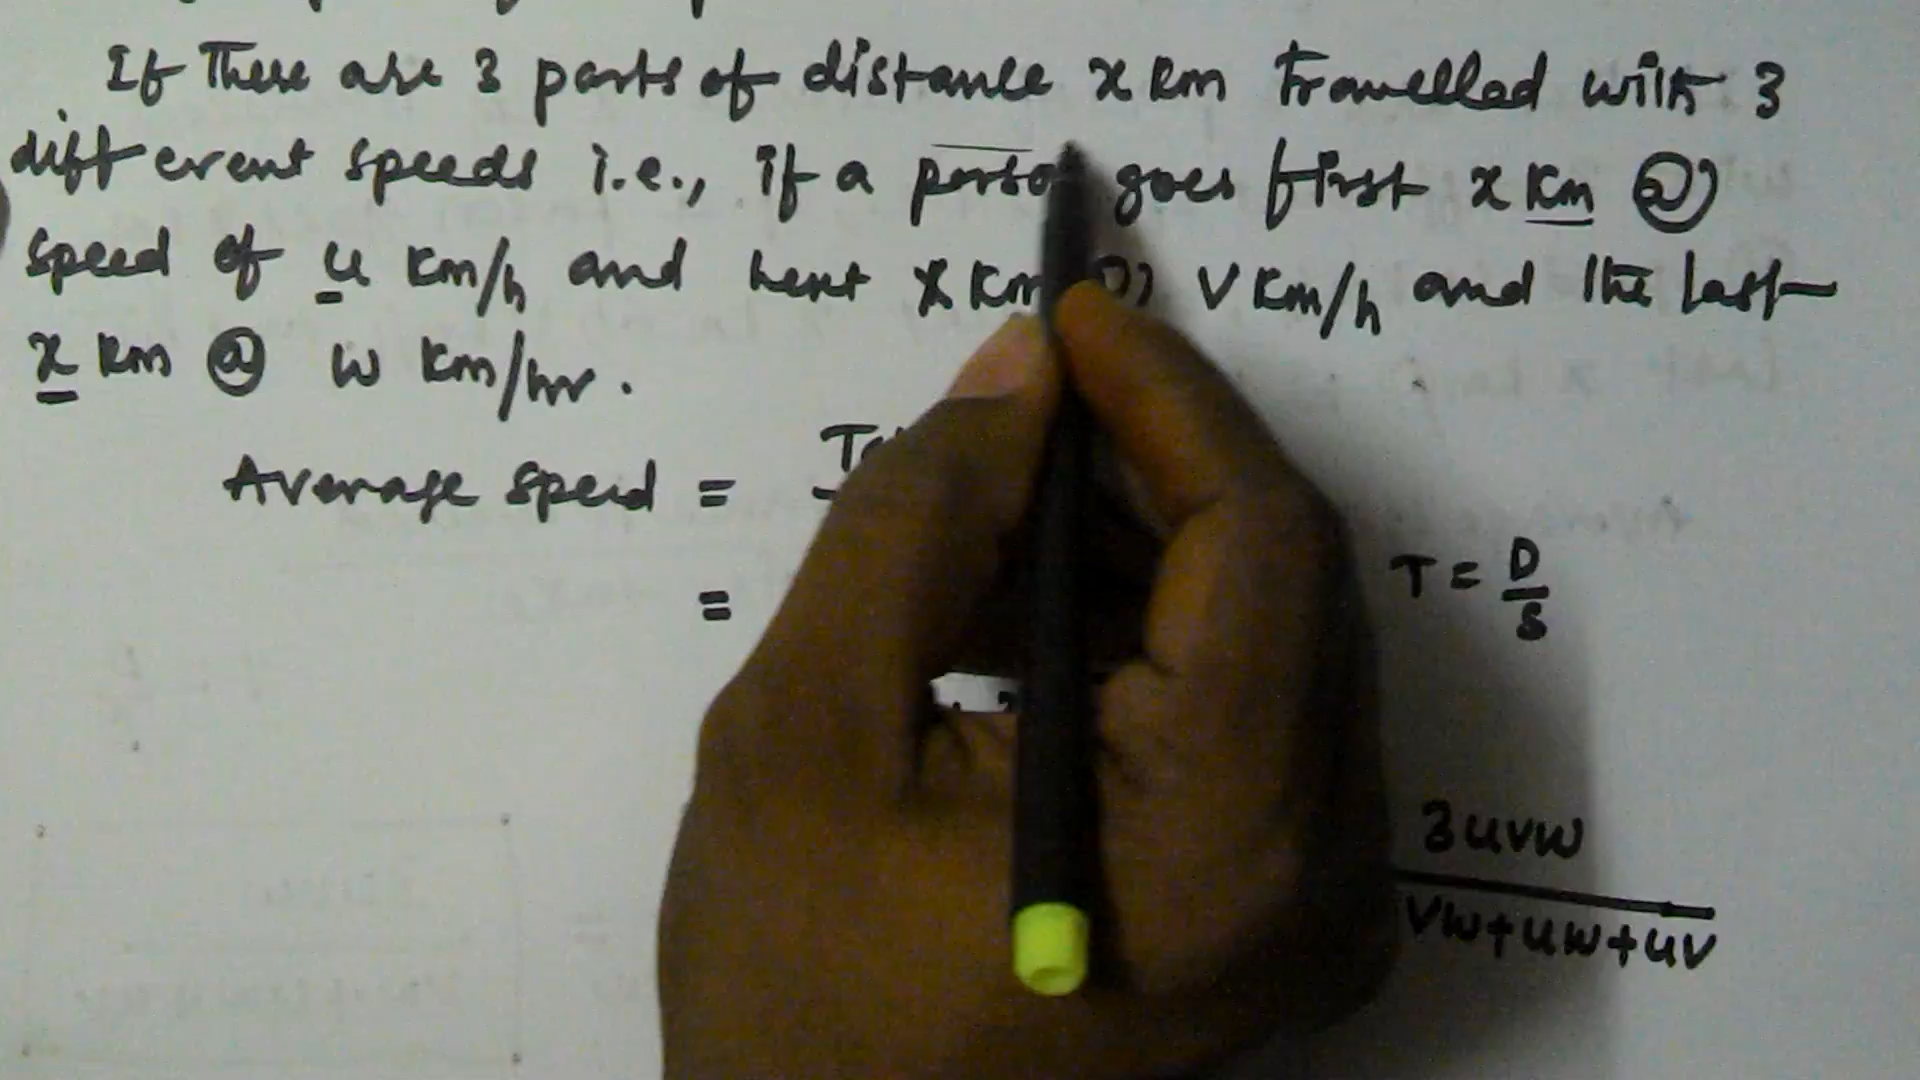 If there are 3 parts of distance x km travelled with 3
different speeds i.e., if a person goes first x km @
speed of u km/h and next x km @ v km/h and the last
x km @ w km/hr.
Average speed =
=
T = D
S
3uvw
vw+uw+uv